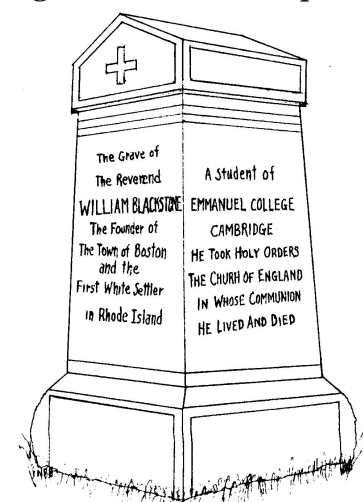 The Grave of
The Reverend
WILLIAM BLACKSTONE
The Founder of
The Town of Boston
and the
First White Settler
in Rhode Island
A Student of
EMMANUEL COLLEGE
CAMBRIDGE
HE TOOK HOLY ORDERS
THE CHURH OF ENGLAND
IN WHOSE COMMUNION
HE LIVED AND DIED